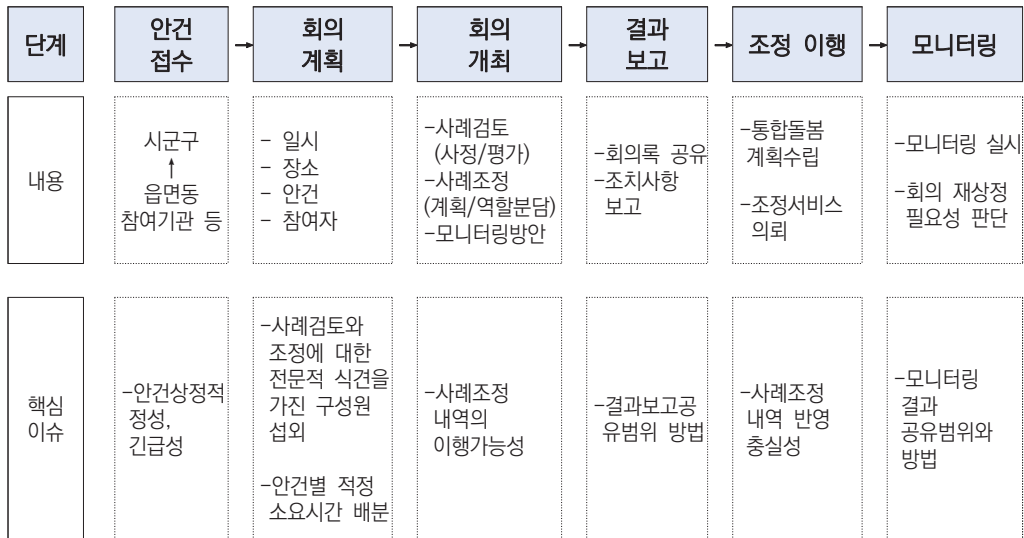 단계
안건
접수
회의
계획
회의
개최
결과
보고
조정 이행
모니터링
내용
시군구
↑
읍면동
참여기관 등
- 일시
- 장소
- 안건
- 참여자
-사례검토
(사정/평가)
-사례조정
(계획/역할분담)
-모니터링방안
-회의록 공유
-조치사항
보고
-통합돌봄
계획수립
-조정서비스
의뢰
-모니터링 실시
-회의 재상정
필요성 판단
핵심
이슈
-안건상정적
정성,
긴급성
-사례검토와
조정에 대한
전문적 식견을
가진 구성원
섭외
-안건별 적정
소요시간 배분
-사례조정
내역의
이행가능성
-결과보고공
유범위 방법
-사례조정
내역 반영
충실성
-모니터링
결과
공유범위와
방법